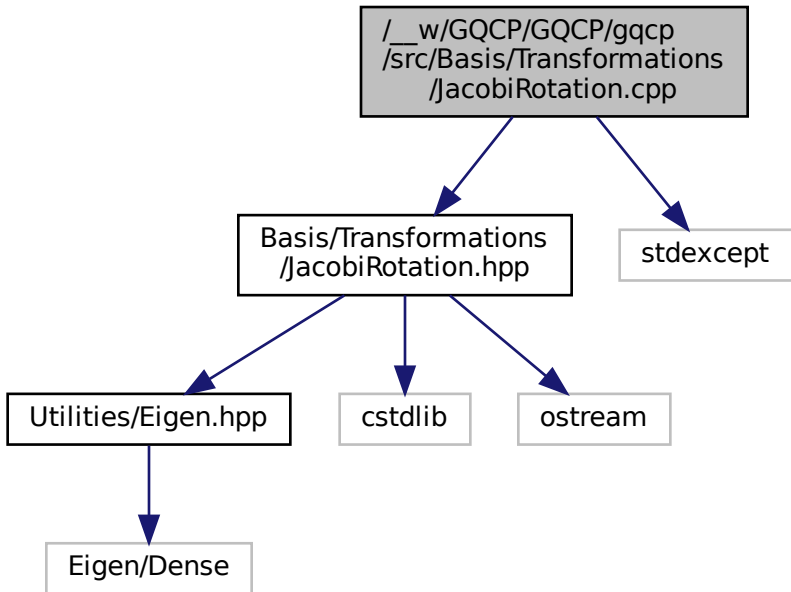 /__w/GQCP/GQCP/gqcp
/src/Basis/Transformations
/JacobiRotation.cpp
Basis/Transformations
/JacobiRotation.hpp
stdexcept
Utilities/Eigen.hpp
cstdlib
ostream
Eigen/Dense